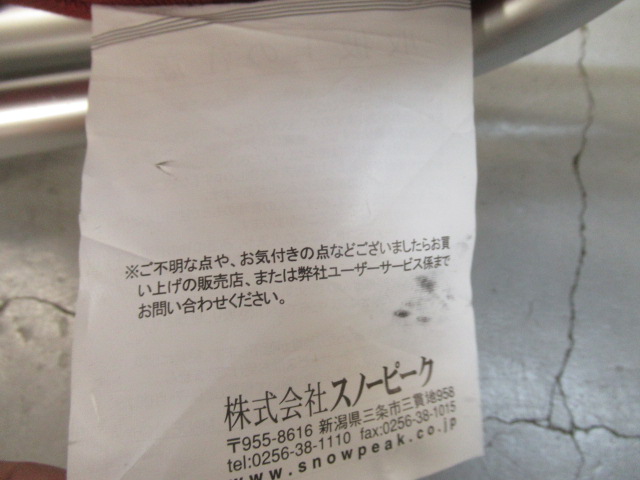 ※ご不明な点や、お気付きの点などございましたらお買
い上げの販売店、または弊社ユーザーサービス係まで
お問い合わせください。
株式会社スノーピーク
〒955-8616 新潟県三条市三貫地958
tel:0256-38-1110 fax:0256-38-1015
www.snowpeak.co.jp